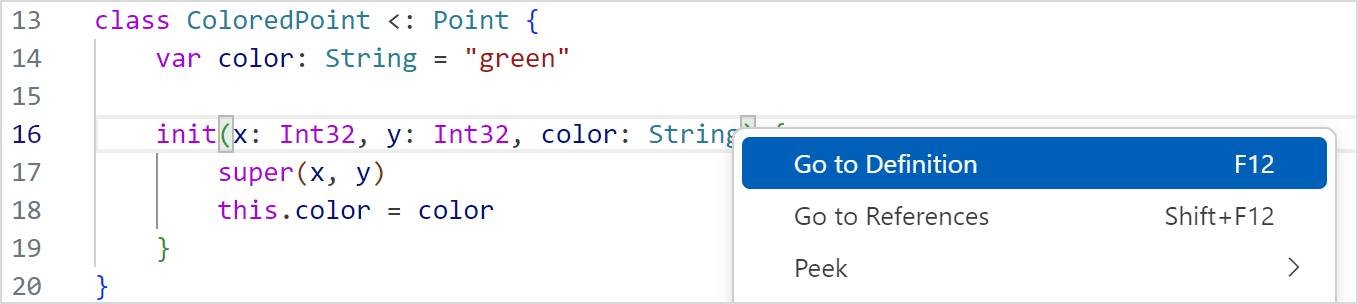 13 class ColoredPoint <: Point {
14 var color: String = "green"
15
16 init(x: Int32, y: Int32, color: String) {
17 super(x, y)
18 this.color = color
19 }
20 }
Go to Definition F12
Go to References Shift+F12
Peek